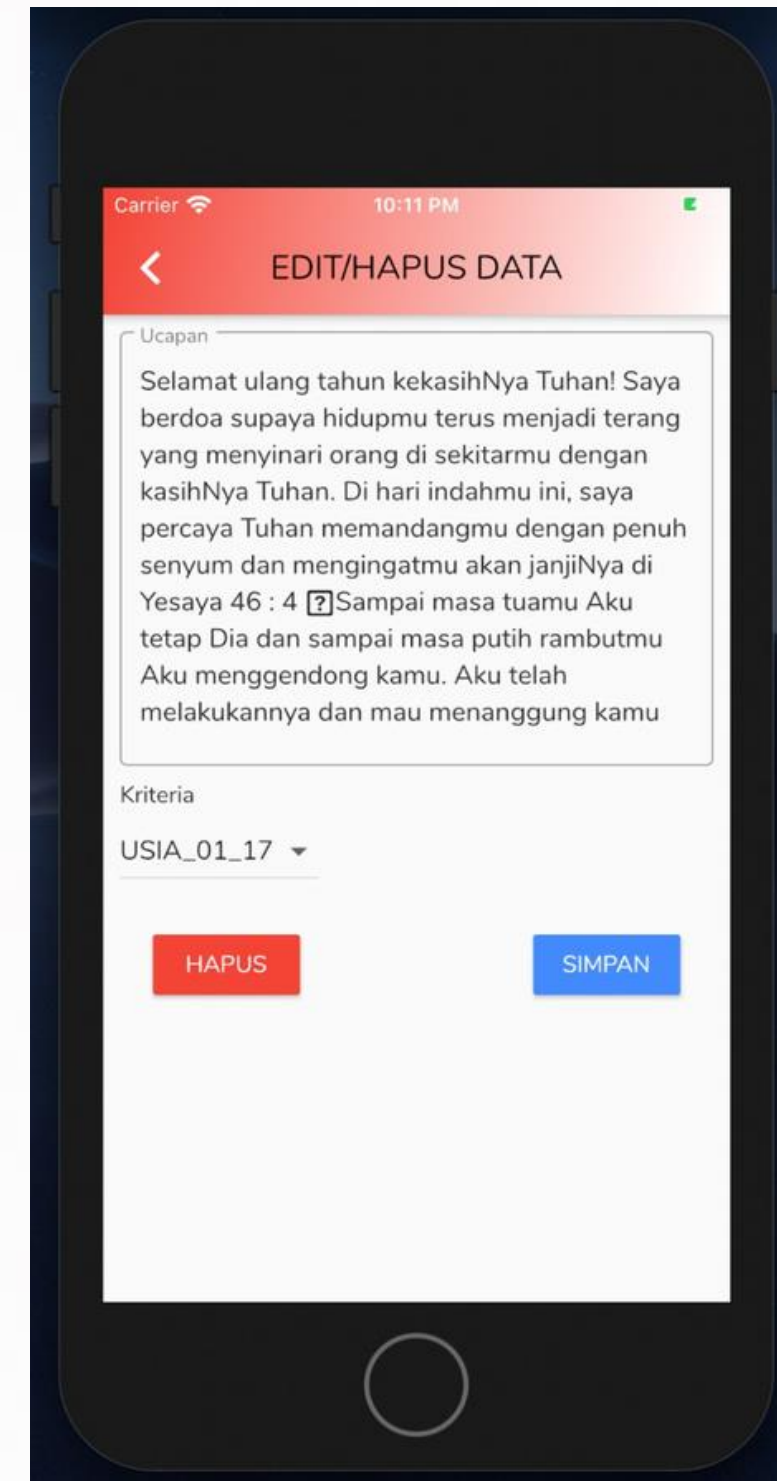 Carrier
10:11 PM
EDIT/HAPUS DATA
Ucapan
Selamat ulang tahun kekasihNya Tuhan! Saya
berdoa supaya hidupmu terus menjadi terang
yang menyinari orang di sekitarmu dengan
kasihNya Tuhan. Di hari indahmu ini, saya
percaya Tuhan memandangmu dengan penuh
senyum dan mengingatmu akan janjiNya di
Yesaya 46 : 4 ⍰Sampai masa tuamu Aku
tetap Dia dan sampai masa putih rambutmu
Aku menggendong kamu. Aku telah
melakukannya dan mau menanggung kamu
Kriteria
USIA_01_17
HAPUS
SIMPAN